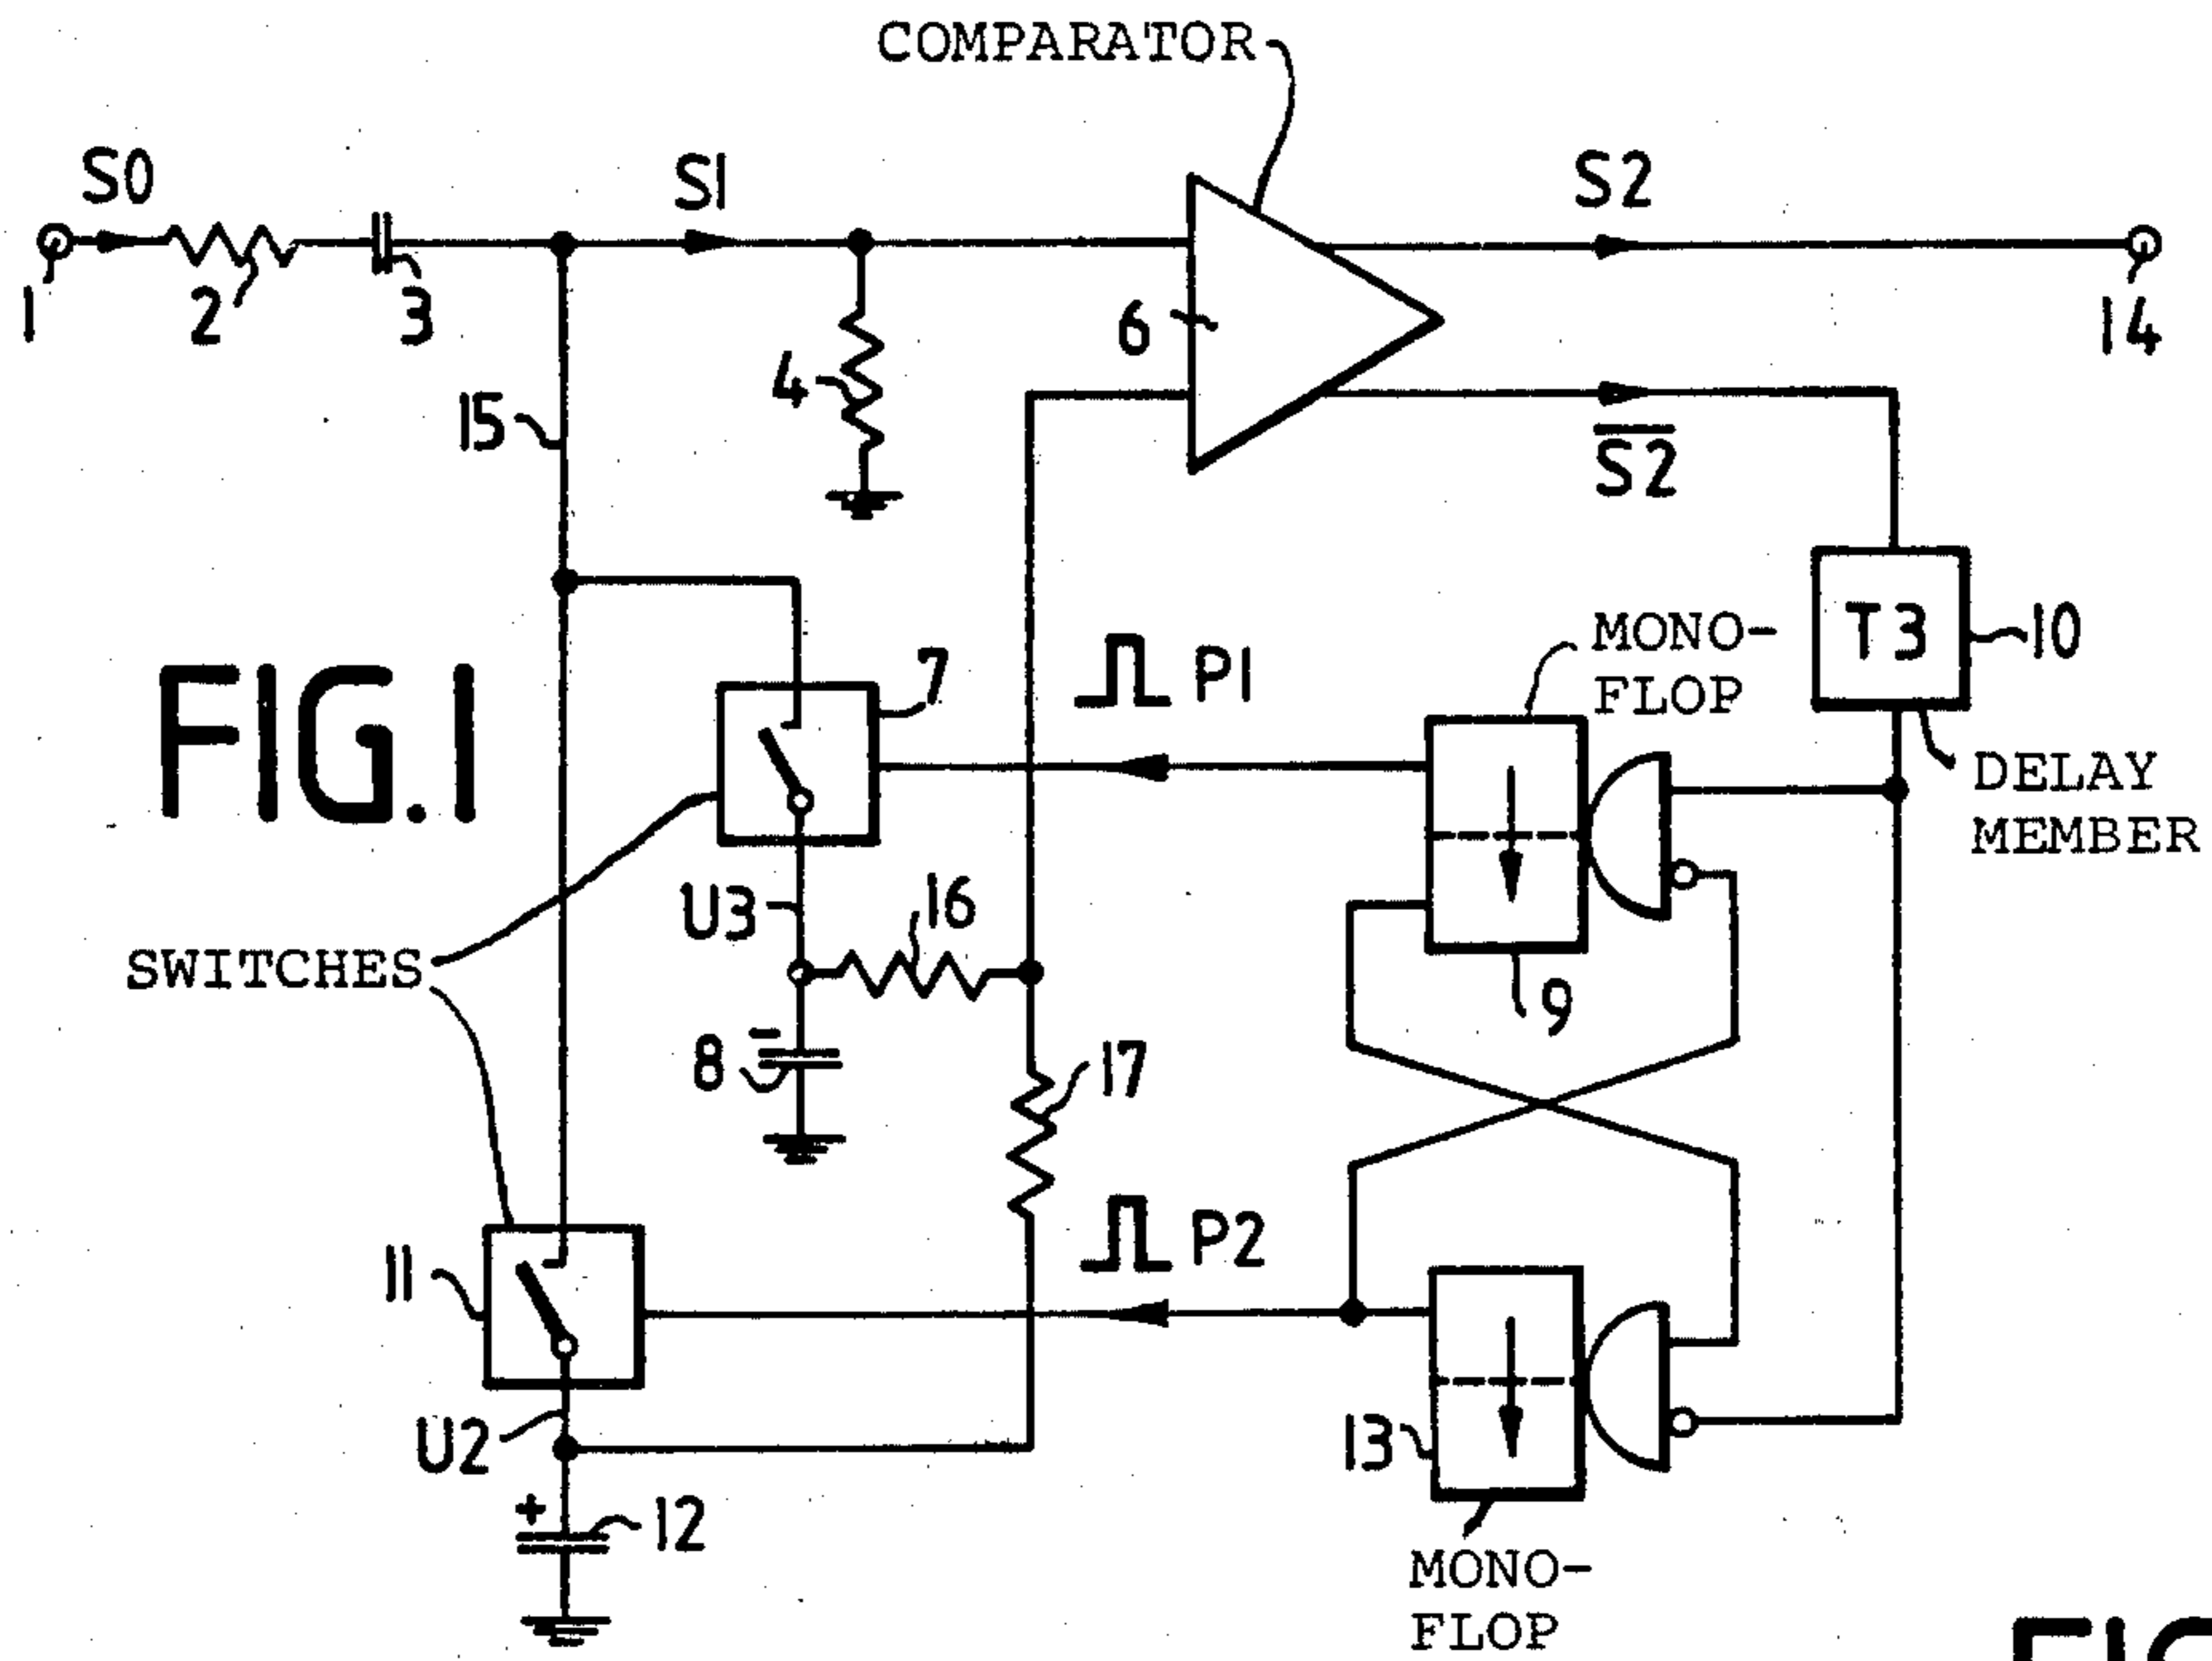 COMPARATOR
S0
S1
S2
1
2
3
6
14
4
15
S2
T3
10
MONO-
FLOP
7
P1
FIG.1
DELAY
MEMBER
U3
16
SWITCHES
9
8
17
P2
11
U2
13
+
12
MONO-
FLOP